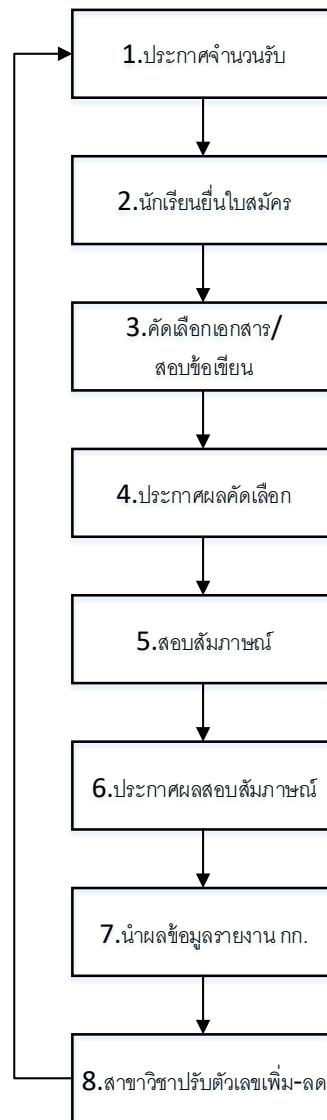 1.ประกาศจำนวนรับ
2.นักเรียนยื่นใบสมัคร
3.คัดเลือกเอกสาร/
สอบข้อเขียน
4.ประกาศผลคัดเลือก
5.สอบสัมภาษณ์
6.ประกาศผลสอบสัมภาษณ์
7.นำผลข้อมูลรายงาน กก.
8.สาขาวิชาปรับตัวเลขเพิ่ม-ลด